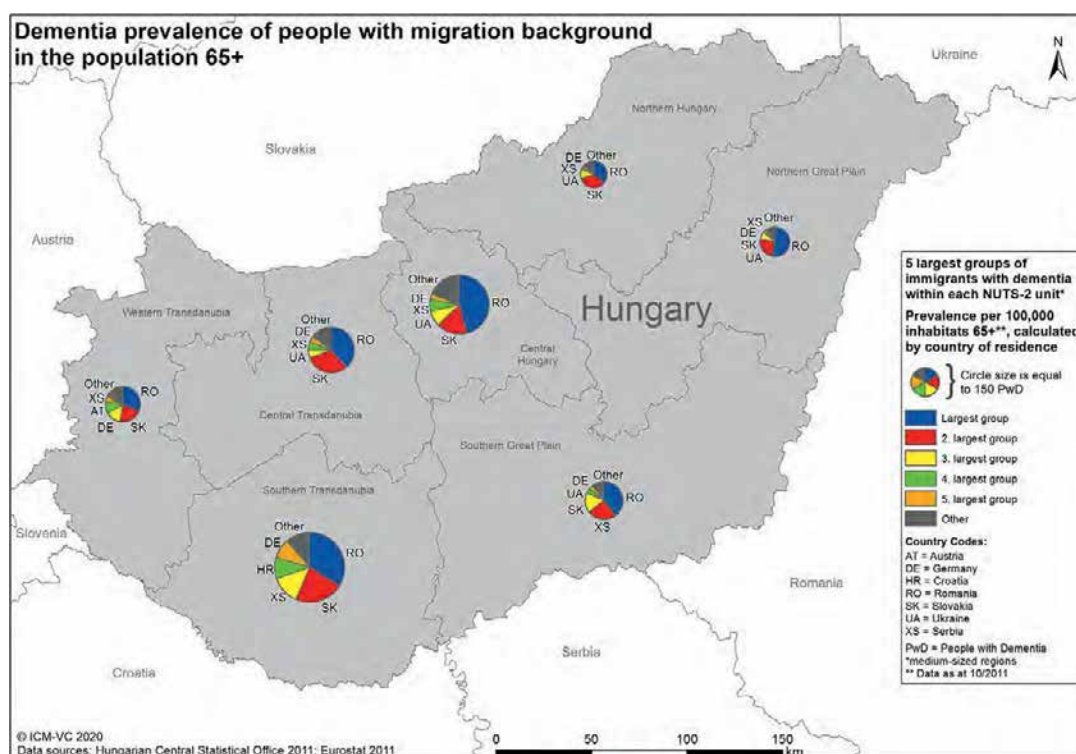 Dementia prevalence of people with migration background
in the population 65+
N
Ukraine
Slovakia
Austria
Slovenia
Croatia
Serbia
Romania
Hungary
Northern Hungary
DE Other
XS RO
UA
SK
Northern Great Plain
XS Other
DE
SK RO
UA
Central
Hungary
Other
DE RO
XS
UA
SK
Western Transdanubia
Other
XS RO
AT
DE SK
Central Transdanubia
Other
DE
XS RO
UA
SK
Southern Great Plain
DE Other
UA RO
SK
XS
Southern Transdanubia
Other
DE RO
HR
XS SK
5 largest groups of
immigrants with dementia
within each NUTS-2 unit*
Prevalence per 100,000
inhabitats 65+**, calculated
by country of residence
Circle size is equal
to 150 PwD
Largest group
2. largest group
3. largest group
4. largest group
5. largest group
Other
Country Codes:
AT = Austria
DE = Germany
HR = Croatia
RO = Romania
SK = Slovakia
UA = Ukraine
XS = Serbia
PwD = People with Dementia
*medium-sized regions
** Data as at 10/2011
© ICM-VC 2020
Data sources: Hungarian Central Statistical Office 2011; Eurostat 2011
0 50 100 150
km